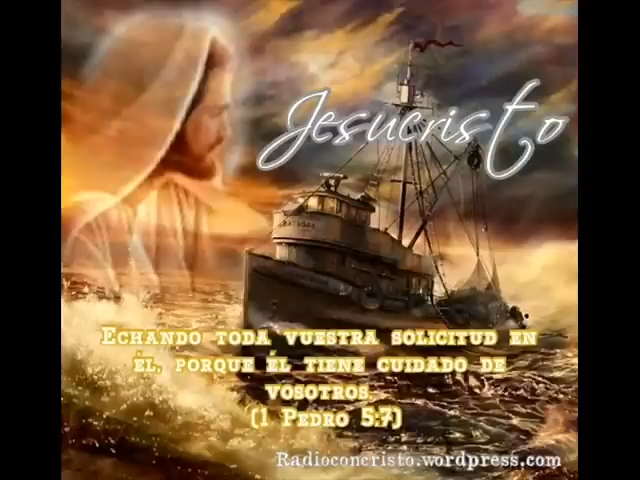 Jesucristo
ECHANDO TODA VUESTRA SOLICITUD EN
ÉL, PORQUE ÉL TIENE CUIDADO DE
VOSOTROS.
(1 PEDRO 5:7)
Radioconcristo.wordpress.com